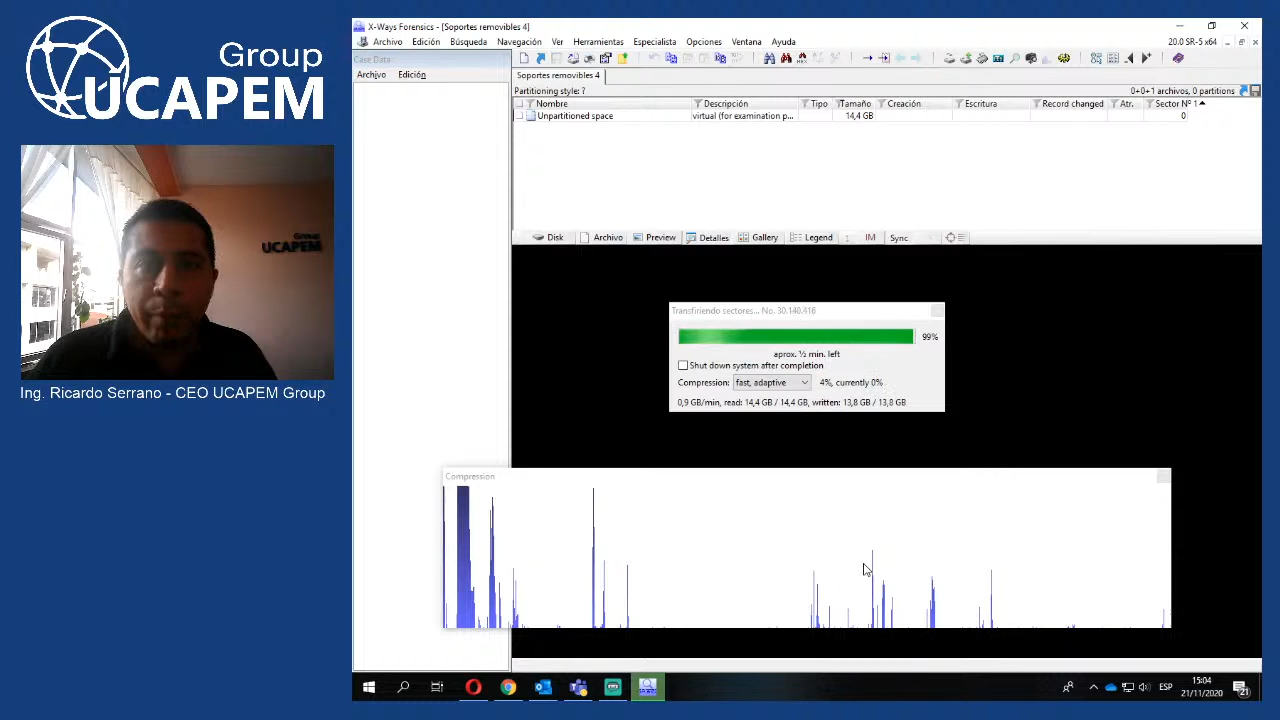 Group
UCAPEM
Group
UCAPEM
Ing. Ricardo Serrano - CEO UCAPEM Group
X-Ways Forensics - [Soportes removibles 4]
Archivo Edición Búsqueda Navegación Ver Herramientas Especialista Opciones Ventana Ayuda
20.0 SR-5 x64
Case Data
Archivo Edición
Soportes removibles 4
Partitioning style: ?
0+0+1 archivos, 0 partitions
Nombre Descripción Tipo Tamaño Creación Escritura Record changed Atr. Sector Nº 1
Unpartitioned space virtual (for examination p... 14,4 GB 0
Disk Archivo Preview Detalles Gallery Legend IM Sync
Transfiriendo sectores... No. 30.140.416
99%
aprox. ½ min. left
Shut down system after completion
Compression: fast, adaptive 4%, currently 0%
0,9 GB/min, read: 14,4 GB / 14,4 GB, written: 13,8 GB / 13,8 GB
Compression
ESP
15:04
21/11/2020
21